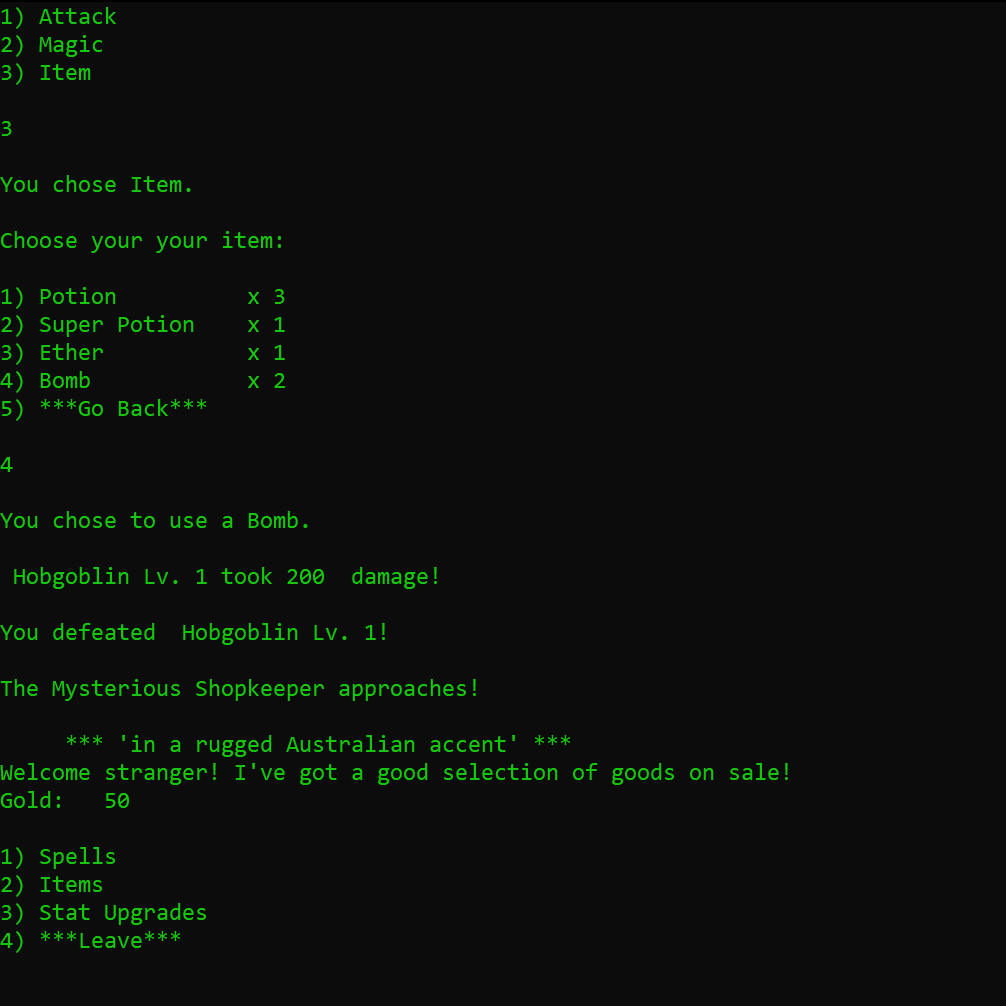 1) Attack
2) Magic
3) Item
3
You chose Item.
Choose your your item:
1) Potion          x 3
2) Super Potion    x 1
3) Ether           x 1
4) Bomb            x 2
5) ***Go Back***
4
You chose to use a Bomb.
 Hobgoblin Lv. 1 took 200  damage!
You defeated  Hobgoblin Lv. 1!
The Mysterious Shopkeeper approaches!
     *** 'in a rugged Australian accent' ***
Welcome stranger! I've got a good selection of goods on sale!
Gold:   50
1) Spells
2) Items
3) Stat Upgrades
4) ***Leave***